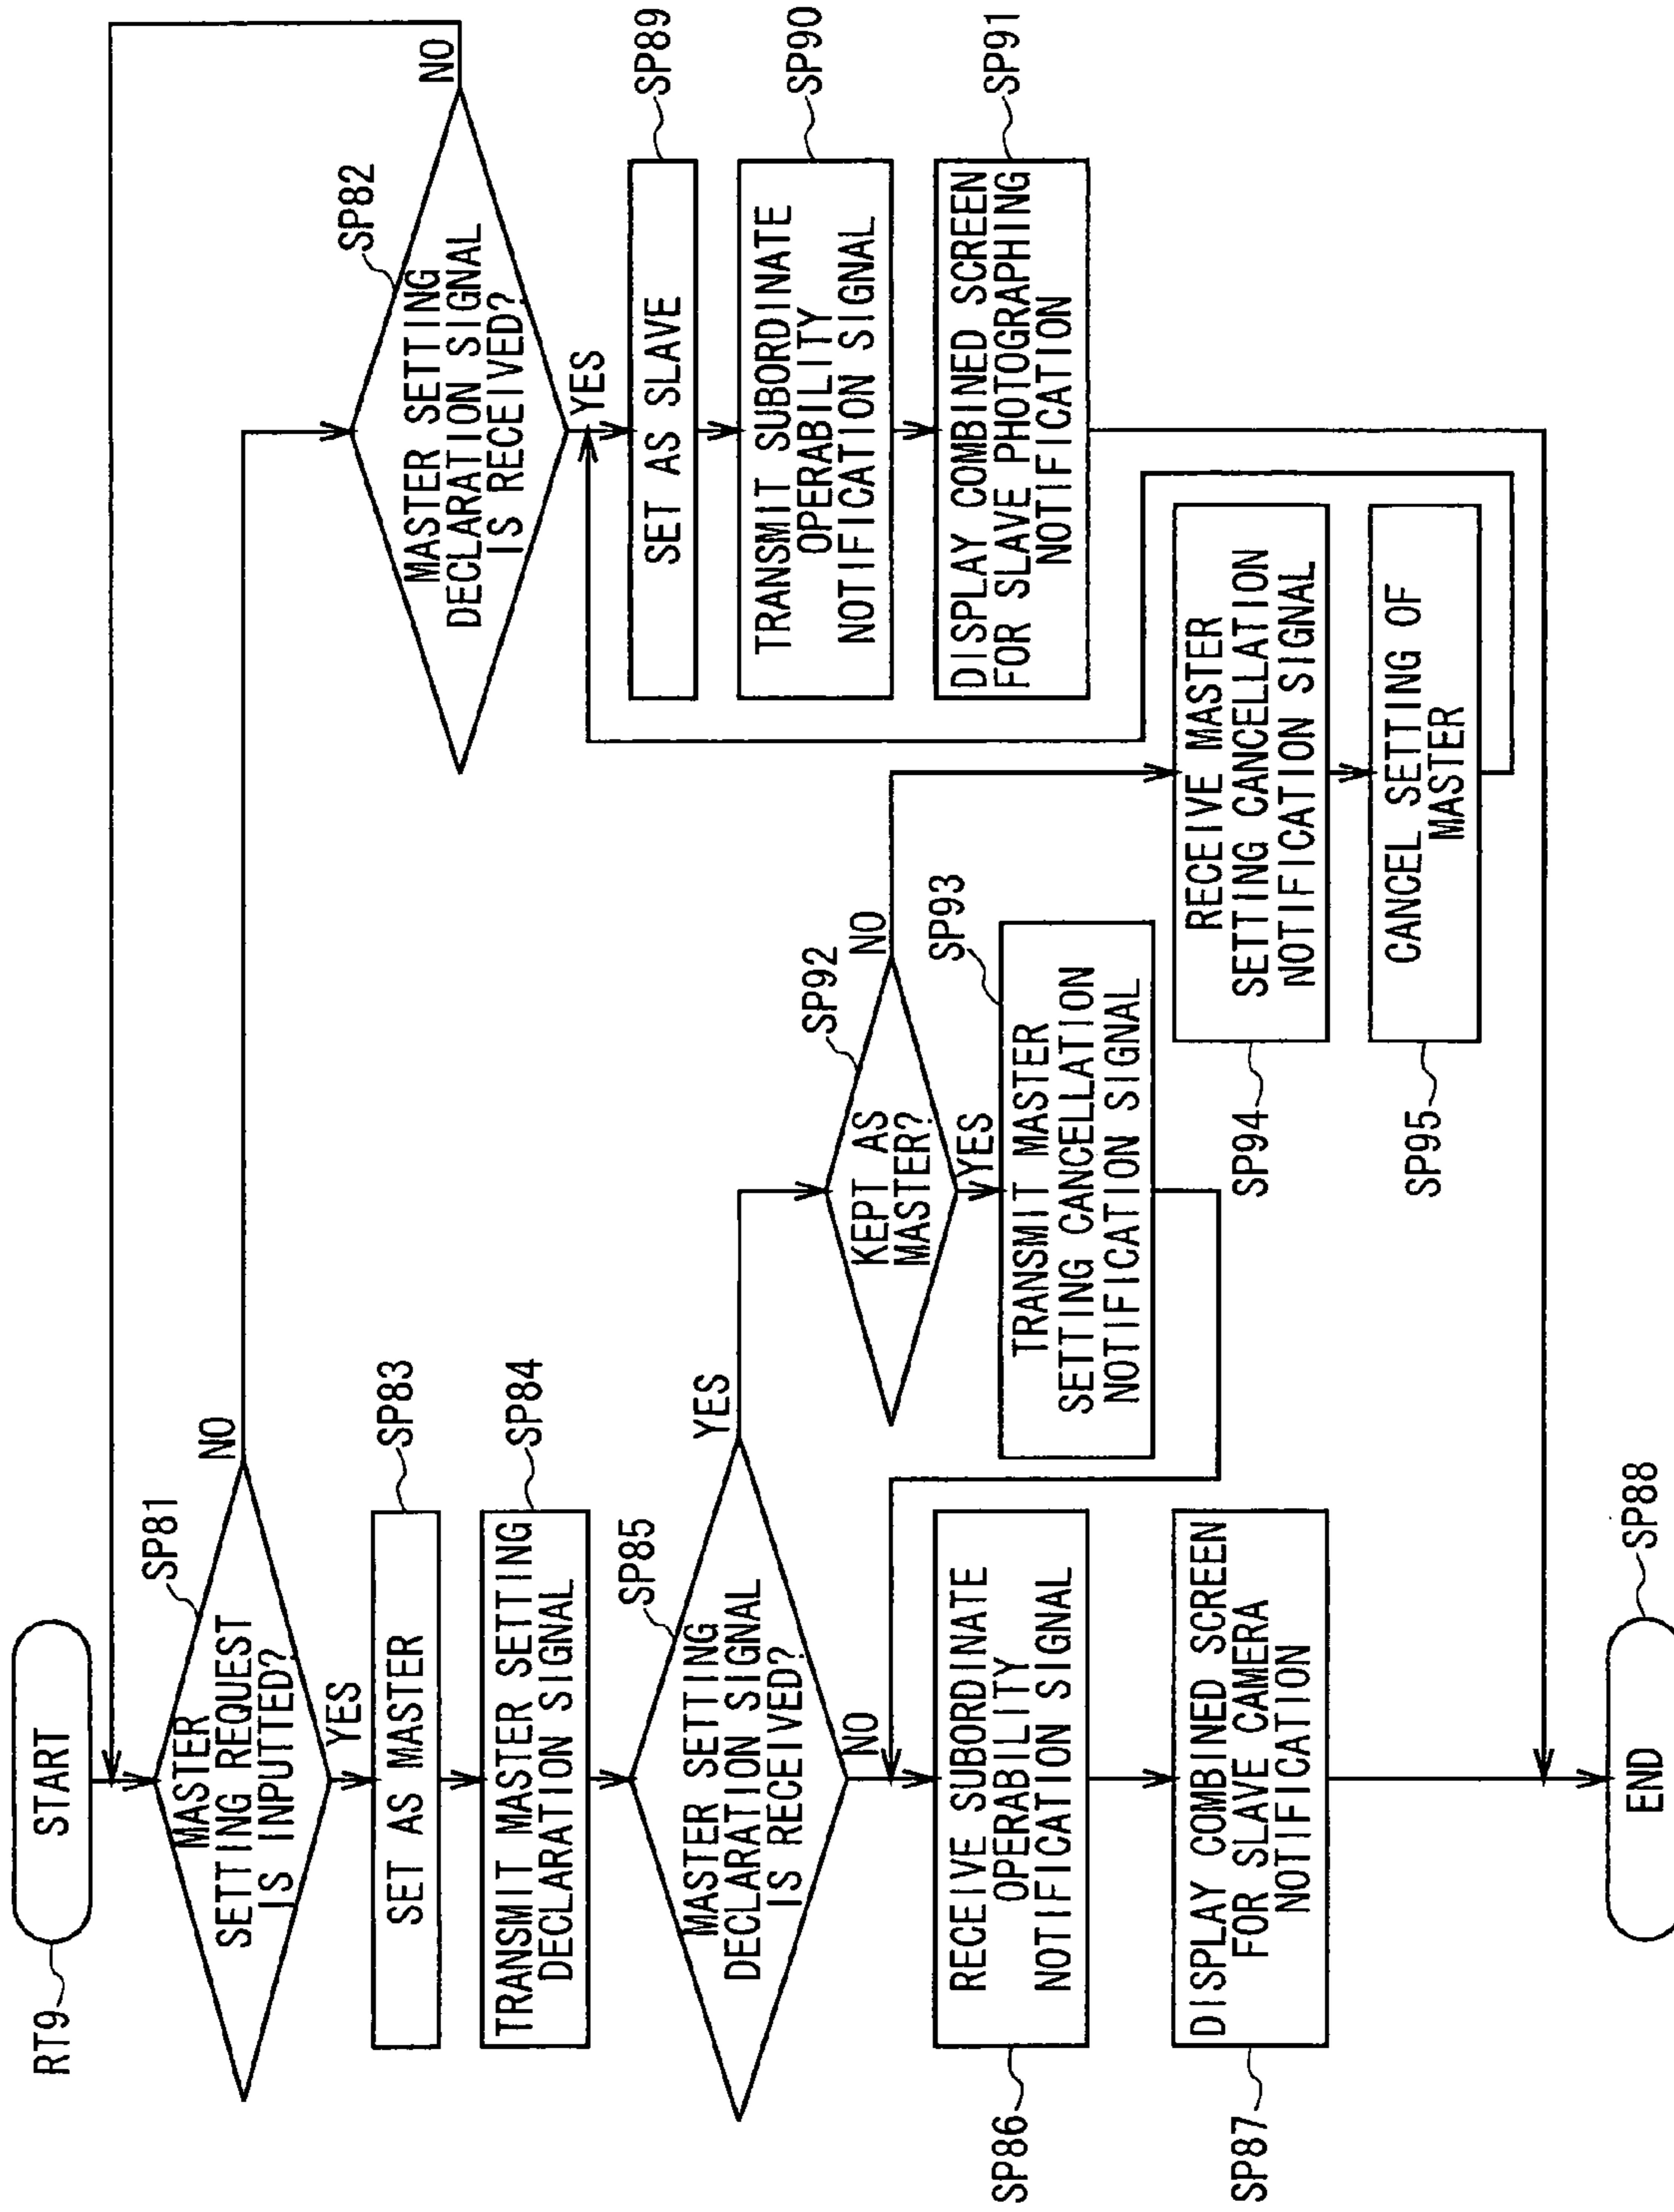 RT9
START
SP81
MASTER
SETTING REQUEST
IS INPUTTED?
NO
YES
SP82
MASTER SETTING
DECLARATION SIGNAL
IS RECEIVED?
NO
YES
SP83
SET AS MASTER
SP84
TRANSMIT MASTER SETTING
DECLARATION SIGNAL
SP85
MASTER SETTING
DECLARATION SIGNAL
IS RECEIVED?
YES
NO
SP86
RECEIVE SUBORDINATE
OPERABILITY
NOTIFICATION SIGNAL
SP87
DISPLAY COMBINED SCREEN
FOR SLAVE CAMERA
NOTIFICATION
SP88
END
SP89
SET AS SLAVE
SP90
TRANSMIT SUBORDINATE
OPERABILITY
NOTIFICATION SIGNAL
SP91
DISPLAY COMBINED SCREEN
FOR SLAVE PHOTOGRAPHING
NOTIFICATION
SP92
KEPT AS
MASTER?
NO
YES
SP93
TRANSMIT MASTER
SETTING CANCELLATION
NOTIFICATION SIGNAL
SP94
RECEIVE MASTER
SETTING CANCELLATION
NOTIFICATION SIGNAL
SP95
CANCEL SETTING OF
MASTER